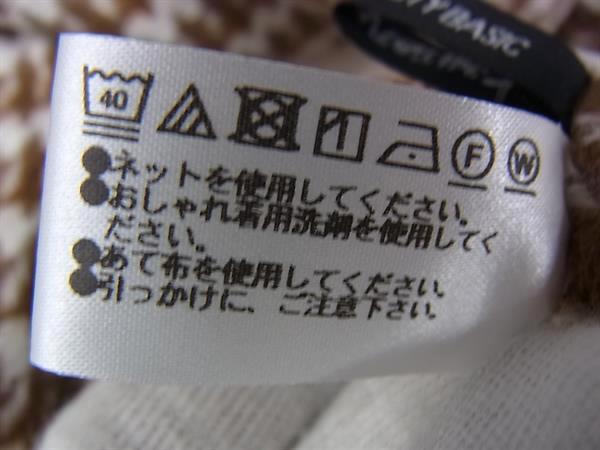 TY BASIC
40
F
W
●ネットを使用してください。
●おしゃれ着用洗剤を使用してく
ださい。
●あて布を使用してください。
●引っかけに、ご注意下さい。